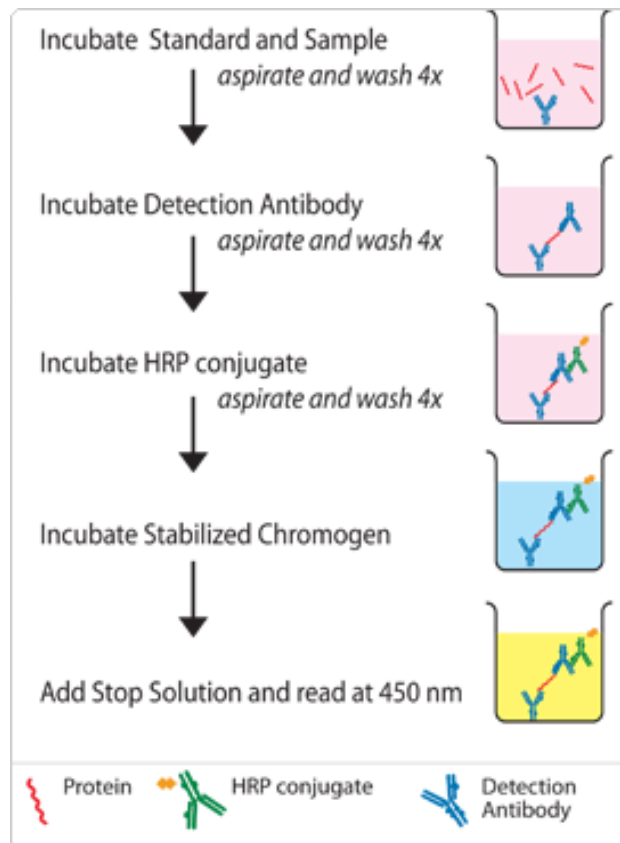 Incubate Standard and Sample
aspirate and wash 4x
Incubate Detection Antibody
aspirate and wash 4x
Incubate HRP conjugate
aspirate and wash 4x
Incubate Stabilized Chromogen
Add Stop Solution and read at 450 nm
Protein
HRP conjugate
Detection
Antibody